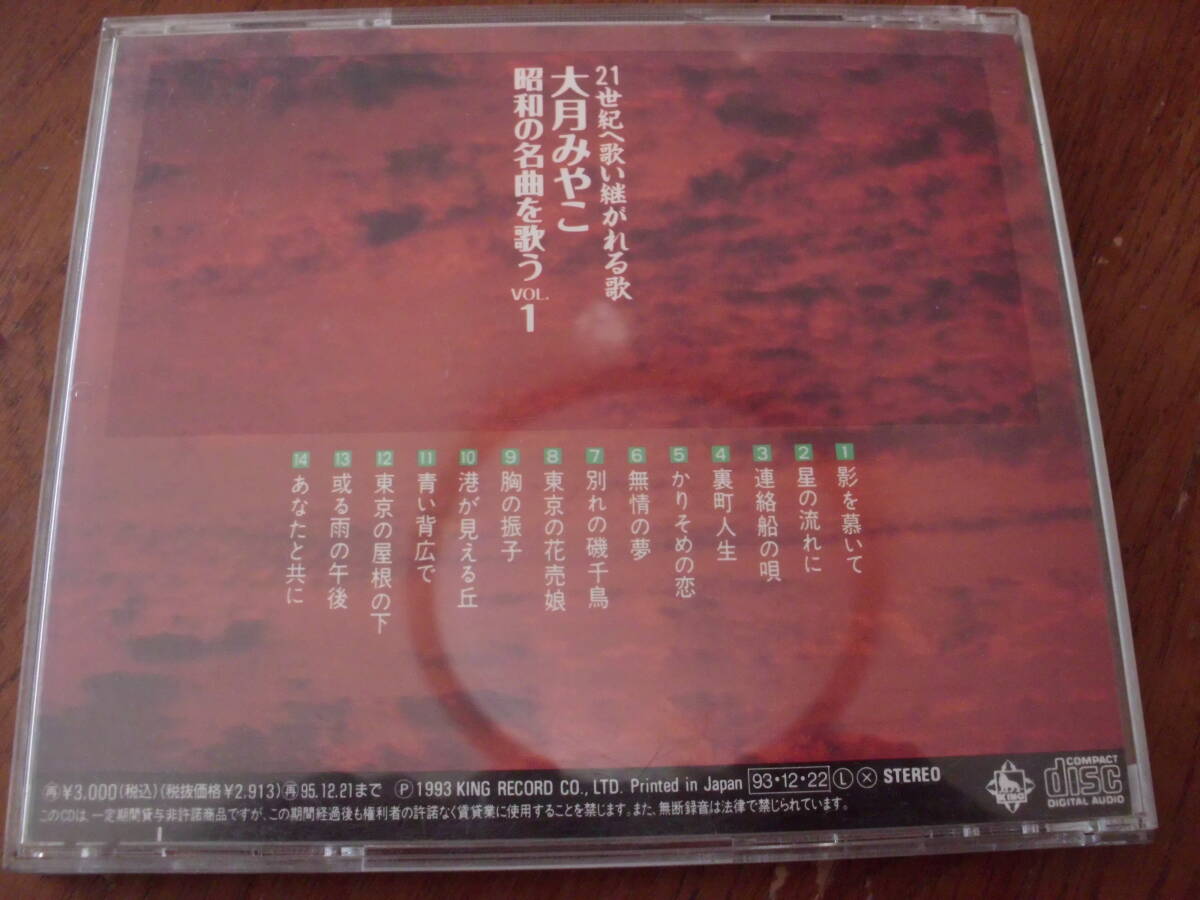 21世紀へ歌い継がれる歌
大月みやこ
昭和の名曲を歌う VOL. 1
1 影を慕いて
2 星の流れに
3 連絡船の唄
4 裏町人生
5 かりそめの恋
6 無情の夢
7 別れの磯千鳥
8 東京の花売娘
9 胸の振子
10 港が見える丘
11 青い背広で
12 東京の屋根の下
13 或る雨の午後
14 あなたと共に
再¥3,000(税込)(税抜価格¥2,913)再95.12.21まで Ⓟ1993 KING RECORD CO., LTD. Printed in Japan 93・12・22 Ⓛ ⓧ STEREO
このCDは、一定期間貸与非許諾商品ですが、この期間経過後も権利者の許諾なく賃貸業に使用することを禁じます。また、無断録音は法律で禁じられています。
KING
COMPACT
disc
DIGITAL AUDIO